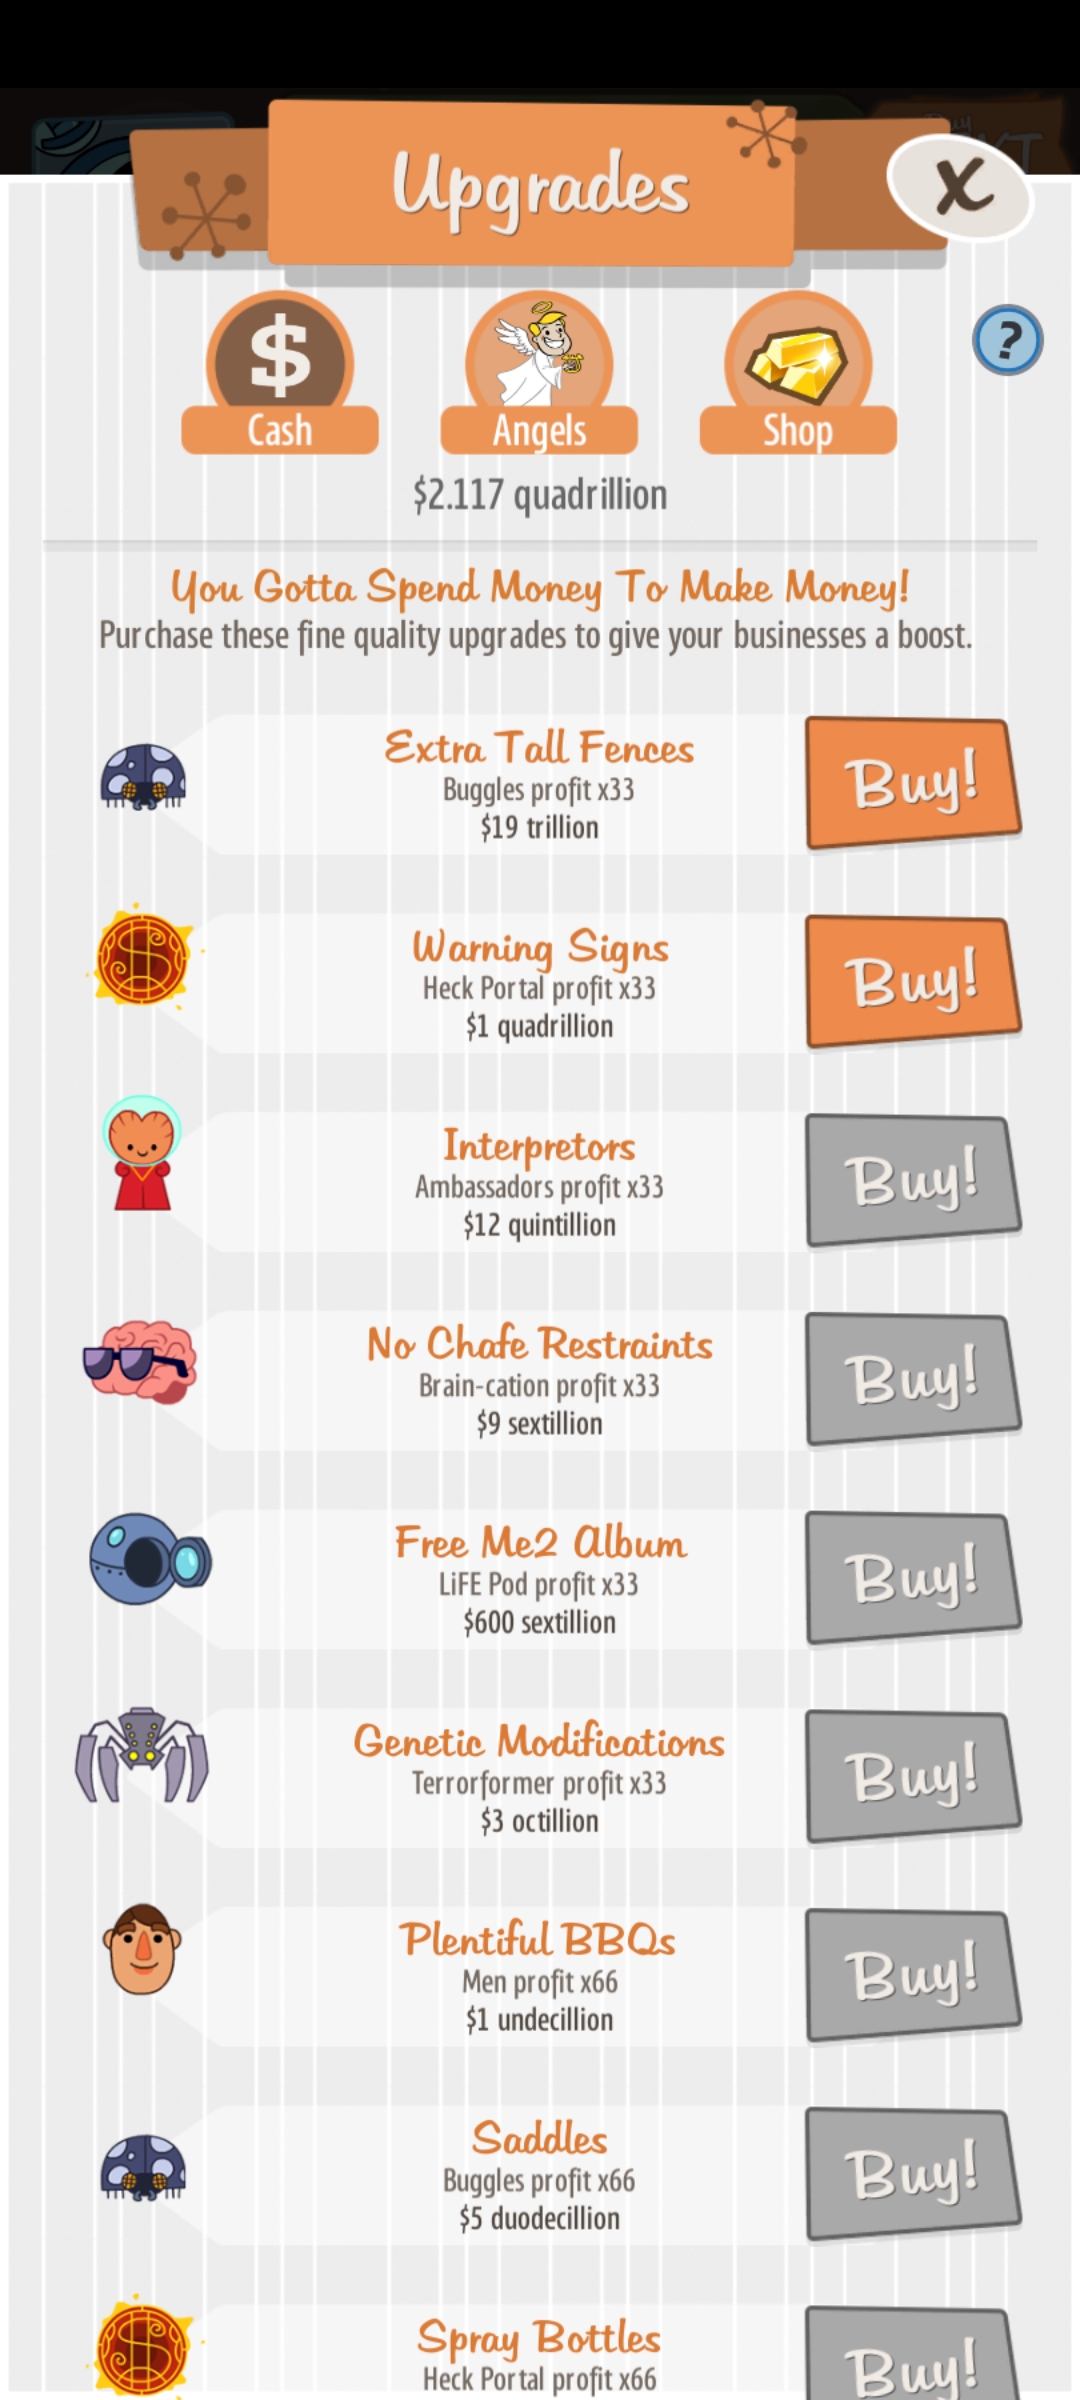 Upgrades
X
?
$
Cash
Angels
Shop
$2.117 quadrillion
You Gotta Spend Money To Make Money!
Purchase these fine quality upgrades to give your businesses a boost.
Extra Tall Fences
Buggles profit x33
$19 trillion
Buy!
Warning Signs
Heck Portal profit x33
$1 quadrillion
Buy!
Interpretors
Ambassadors profit x33
$12 quintillion
Buy!
No Chafe Restraints
Brain-cation profit x33
$9 sextillion
Buy!
Free Me2 Album
LiFE Pod profit x33
$600 sextillion
Buy!
Genetic Modifications
Terrorformer profit x33
$3 octillion
Buy!
Plentiful BBQs
Men profit x66
$1 undecillion
Buy!
Saddles
Buggles profit x66
$5 duodecillion
Buy!
Spray Bottles
Heck Portal profit x66
Buy!